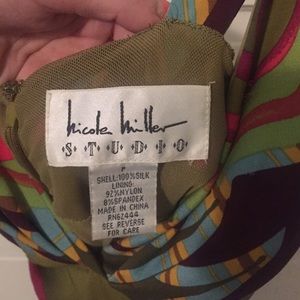 Nicole Miller
STUDIO
P
SHELL:100%SILK
LINING:
92%NYLON
8%SPANDEX
MADE IN CHINA
RN62444
SEE REVERSE
FOR CARE